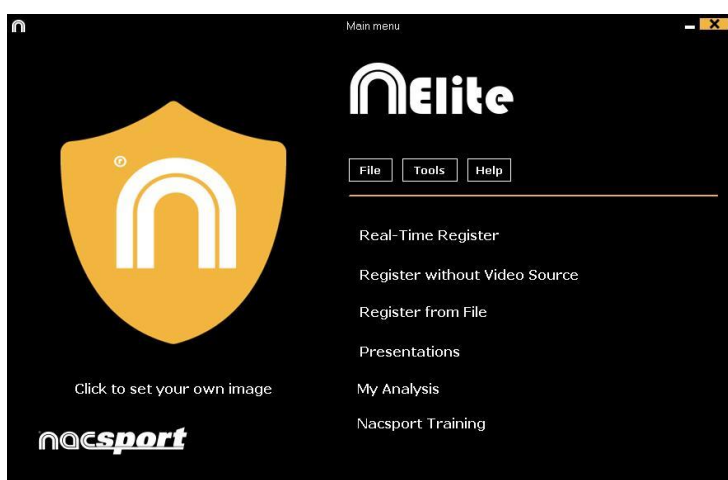 Main menu
Elite
File Tools Help
Real-Time Register
Register without Video Source
Register from File
Presentations
My Analysis
Nacsport Training
Click to set your own image
nacsport